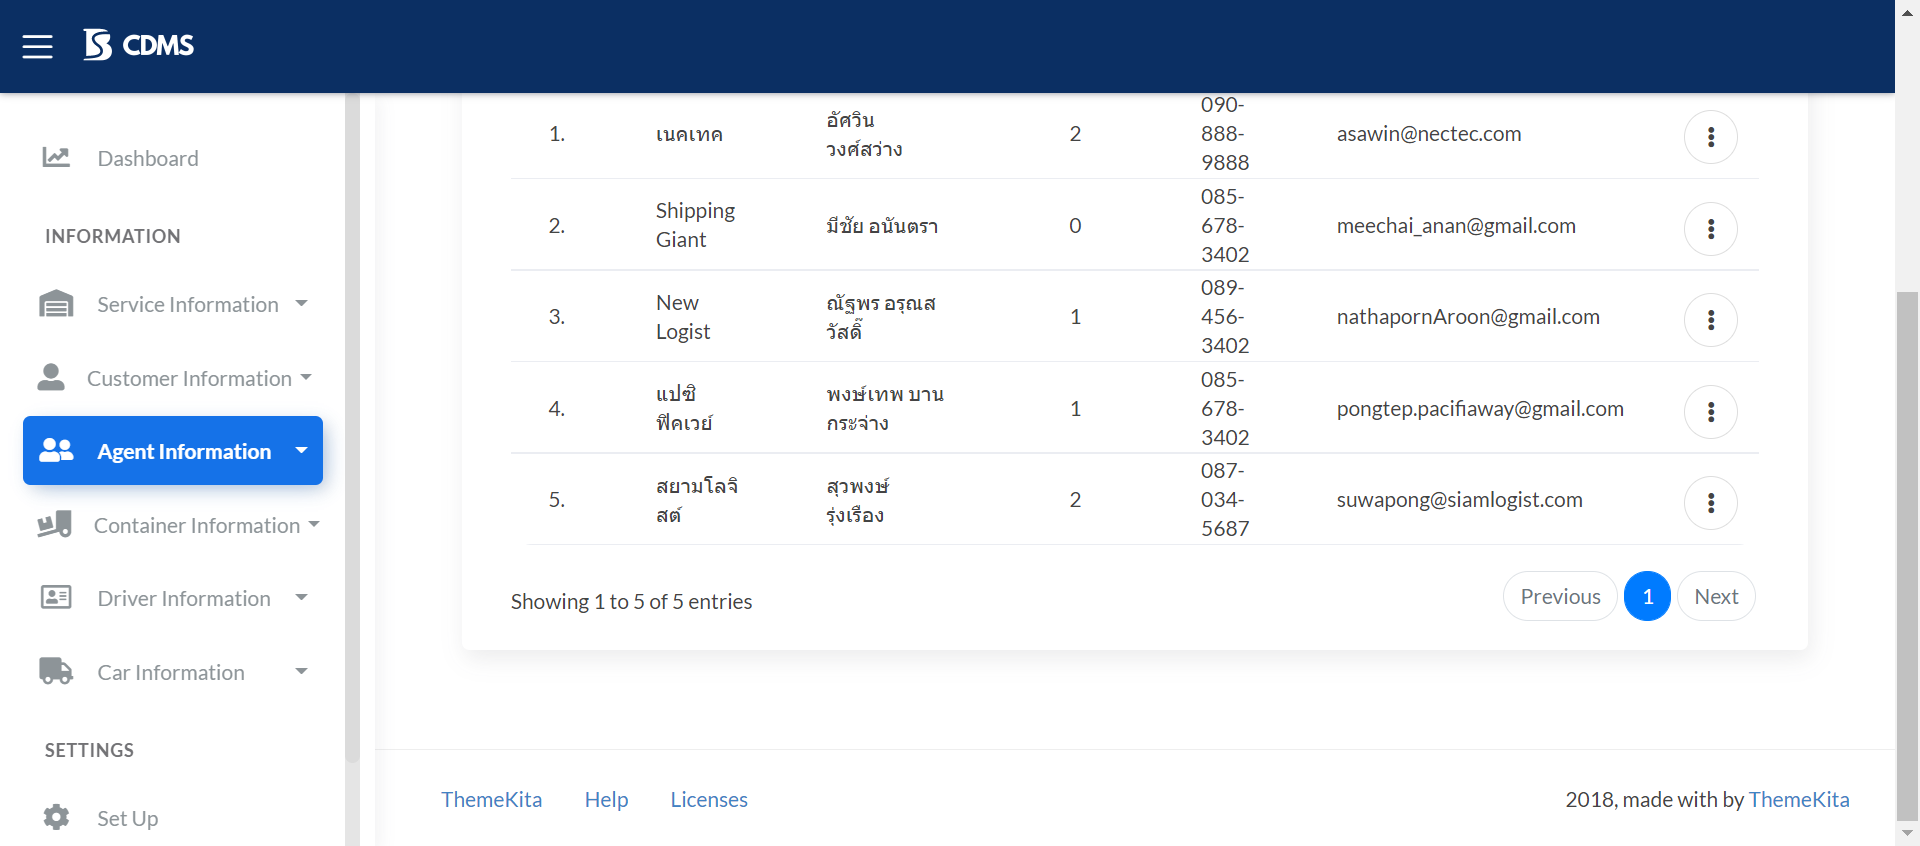 CDMS
Dashboard
INFORMATION
Service Information
Customer Information
Agent Information
Container Information
Driver Information
Car Information
SETTINGS
Set Up
1.
เนคเทค
อัศวิน
วงศ์สว่าง
2
090-
888-
9888
asawin@nectec.com
2.
Shipping
Giant
มีชัย อนันตรา
0
085-
678-
3402
meechai_anan@gmail.com
3.
New
Logist
ณัฐพร อรุณส
วัสดิ์
1
089-
456-
3402
nathapornAroon@gmail.com
4.
แปซิ
ฟิคเวย์
พงษ์เทพ บาน
กระจ่าง
1
085-
678-
3402
pongtep.pacifiaway@gmail.com
5.
สยามโลจิ
สต์
สุวพงษ์
รุ่งเรือง
2
087-
034-
5687
suwapong@siamlogist.com
Showing 1 to 5 of 5 entries
Previous 1 Next
ThemeKita Help Licenses
2018, made with by ThemeKita